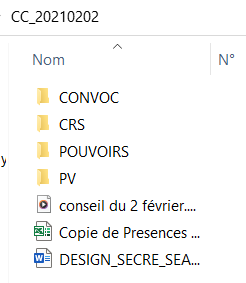 CC_20210202
Nom N°
CONVOC
CRS
POUVOIRS
y
PV
conseil du 2 février....
Copie de Presences ...
DESIGN_SECRE_SEA...